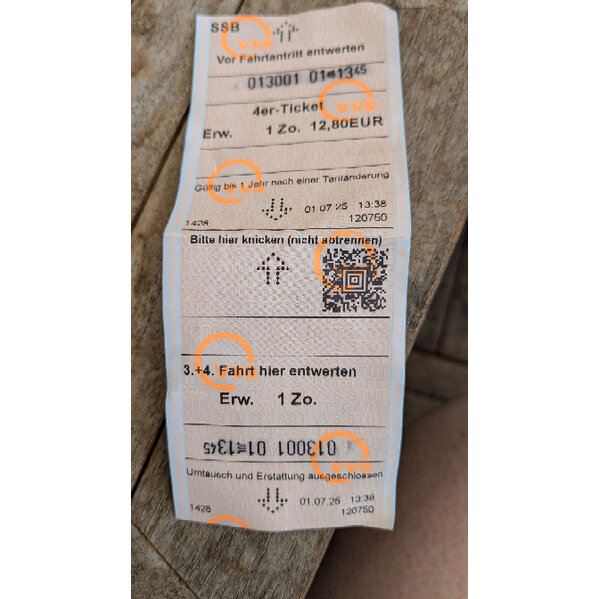 SSB
VVS
Vor Fahrtantritt entwerten
013001 01 1345
4er-Ticket
VVS
Erw. 1 Zo. 12,80EUR
VVS
Gültig bis 1 Jahr nach einer Tarifänderung
01 07 25 13:38
1428 120750
Bitte hier knicken (nicht abtrennen)
3.+4. Fahrt hier entwerten
Erw. 1 Zo.
013001 01 1345
VVS
Umtausch und Erstattung ausgeschlossen
01 07 25 13:38
1428 120750